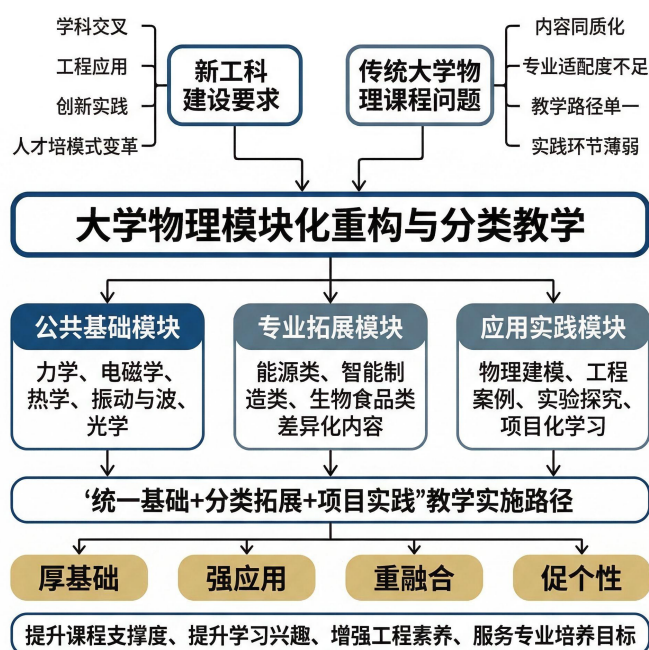 学科交叉
工程应用
创新实践
人才培模式变革
新工科
建设要求
传统大学物
理课程问题
内容同质化
专业适配度不足
教学路径单一
实践环节薄弱
大学物理模块化重构与分类教学
公共基础模块
力学、电磁学、
热学、振动与波、
光学
专业拓展模块
能源类、智能制
造类、生物食品类
差异化内容
应用实践模块
物理建模、工程
案例、实验探究、
项目化学习
‘统一基础+分类拓展+项目实践”教学实施路径
厚基础
强应用
重融合
促个性
提升课程支撑度、提升学习兴趣、增强工程素养、服务专业培养目标